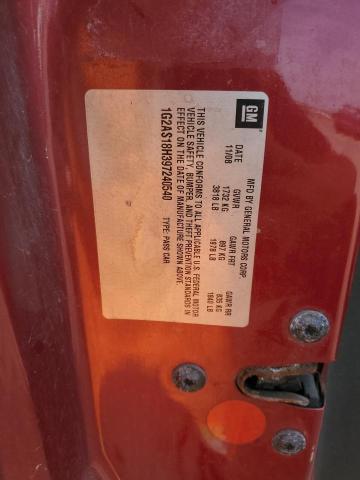 GM
MFD BY GENERAL MOTORS CORP.
DATE GVWR GAWR FRT GAWR RR
11/08 1732 KG 897 KG 835 KG
3818 LB 1978 LB 1840 LB
THIS VEHICLE CONFORMS TO ALL APPLICABLE U.S. FEDERAL MOTOR
VEHICLE SAFETY, BUMPER, AND THEFT PREVENTION STANDARDS IN
EFFECT ON THE DATE OF MANUFACTURE SHOWN ABOVE.
1G2AS18H397240540 TYPE: PASS CAR